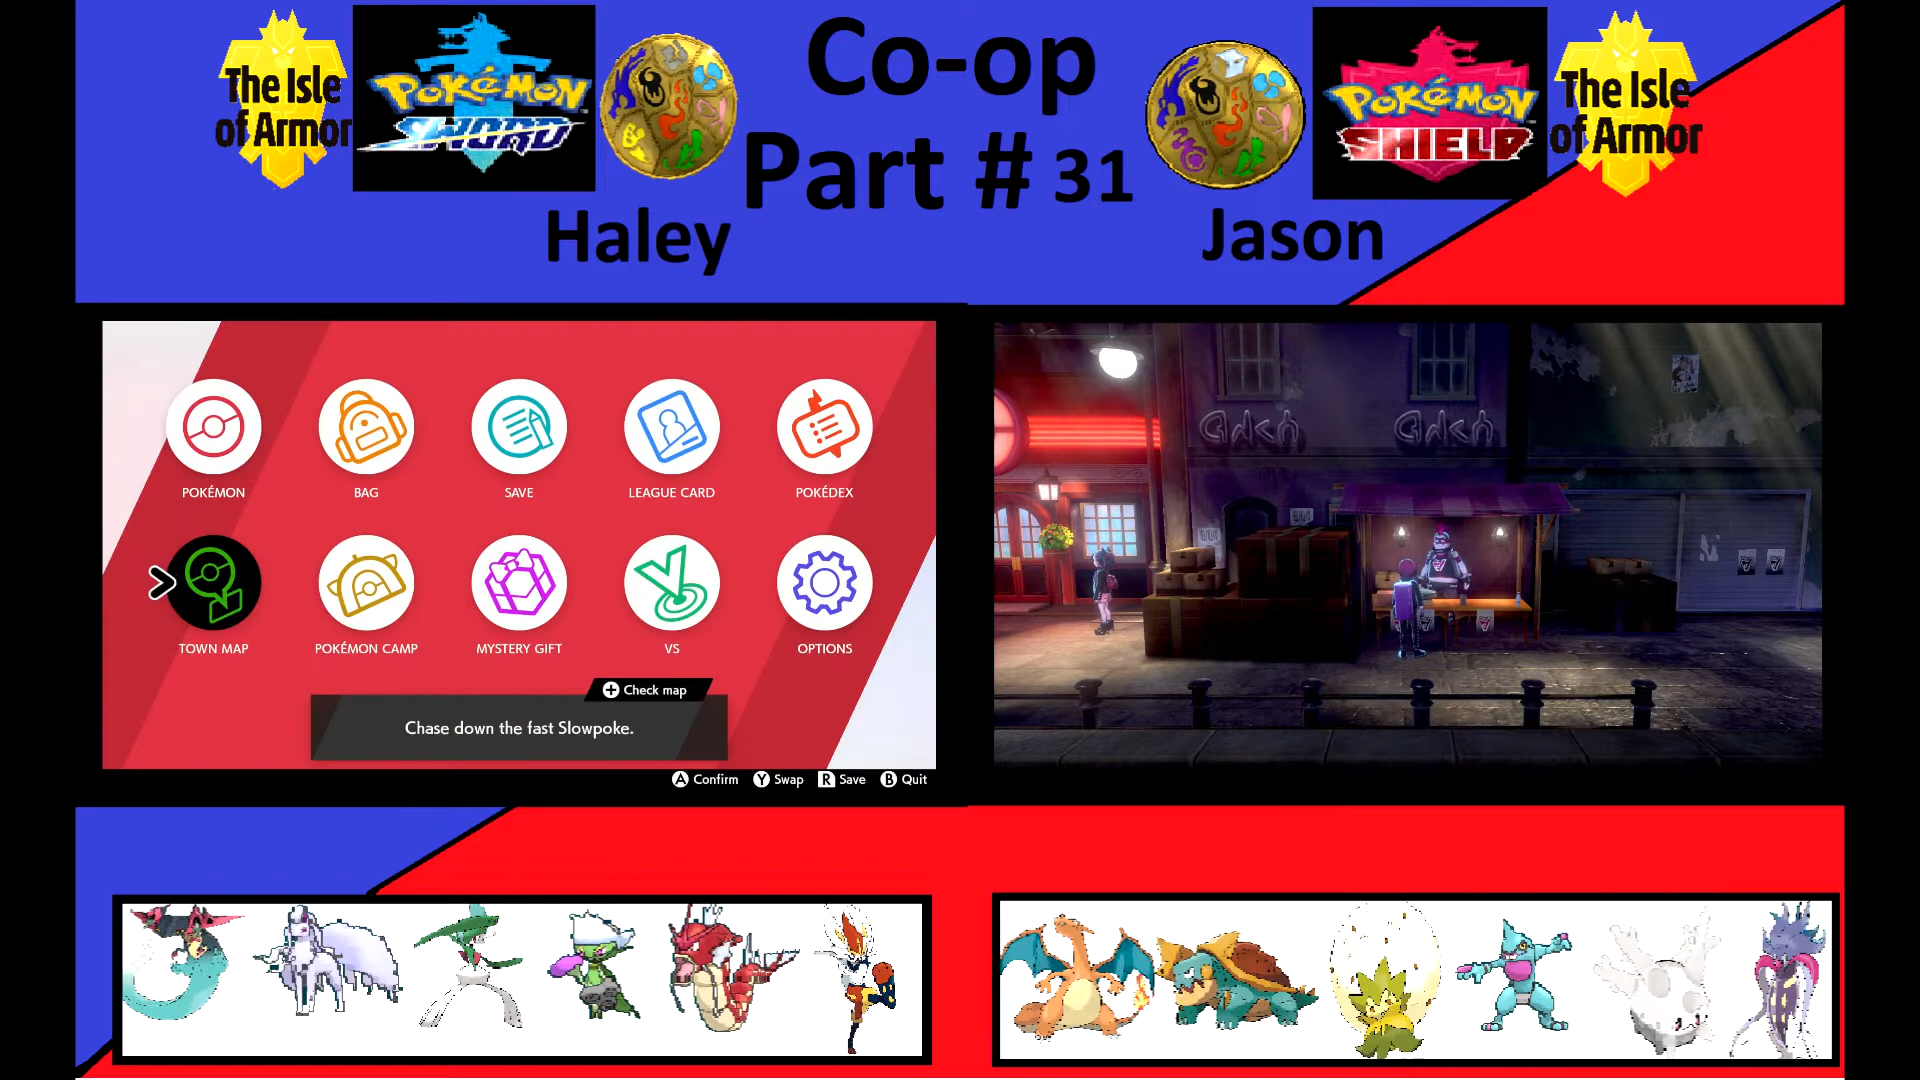 The Isle
of Armor
POKéMON
SWORD
Co-op
Part # 31
POKéMON
SHIELD
The Isle
of Armor
Haley
Jason
POKÉMON
BAG
SAVE
LEAGUE CARD
POKÉDEX
TOWN MAP
POKÉMON CAMP
MYSTERY GIFT
VS
OPTIONS
Check map
Chase down the fast Slowpoke.
A Confirm Y Swap R Save B Quit